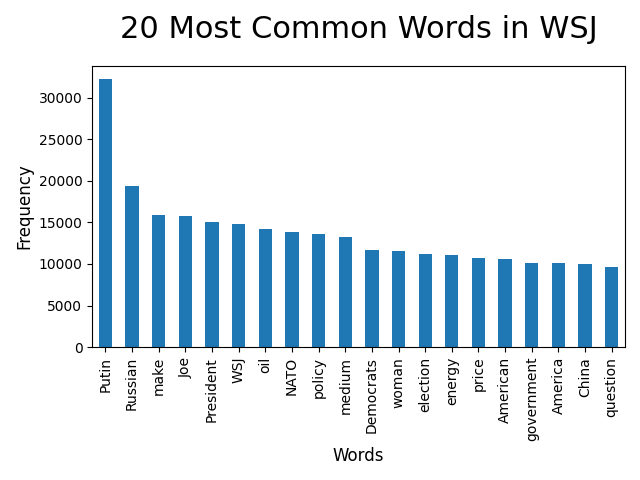 20 Most Common Words in WSJ
Frequency
30000
25000
20000
15000
10000
5000
0
Putin
Russian
make
Joe
President
WSJ
oil
NATO
policy
medium
Democrats
woman
election
energy
price
American
government
America
China
question
Words